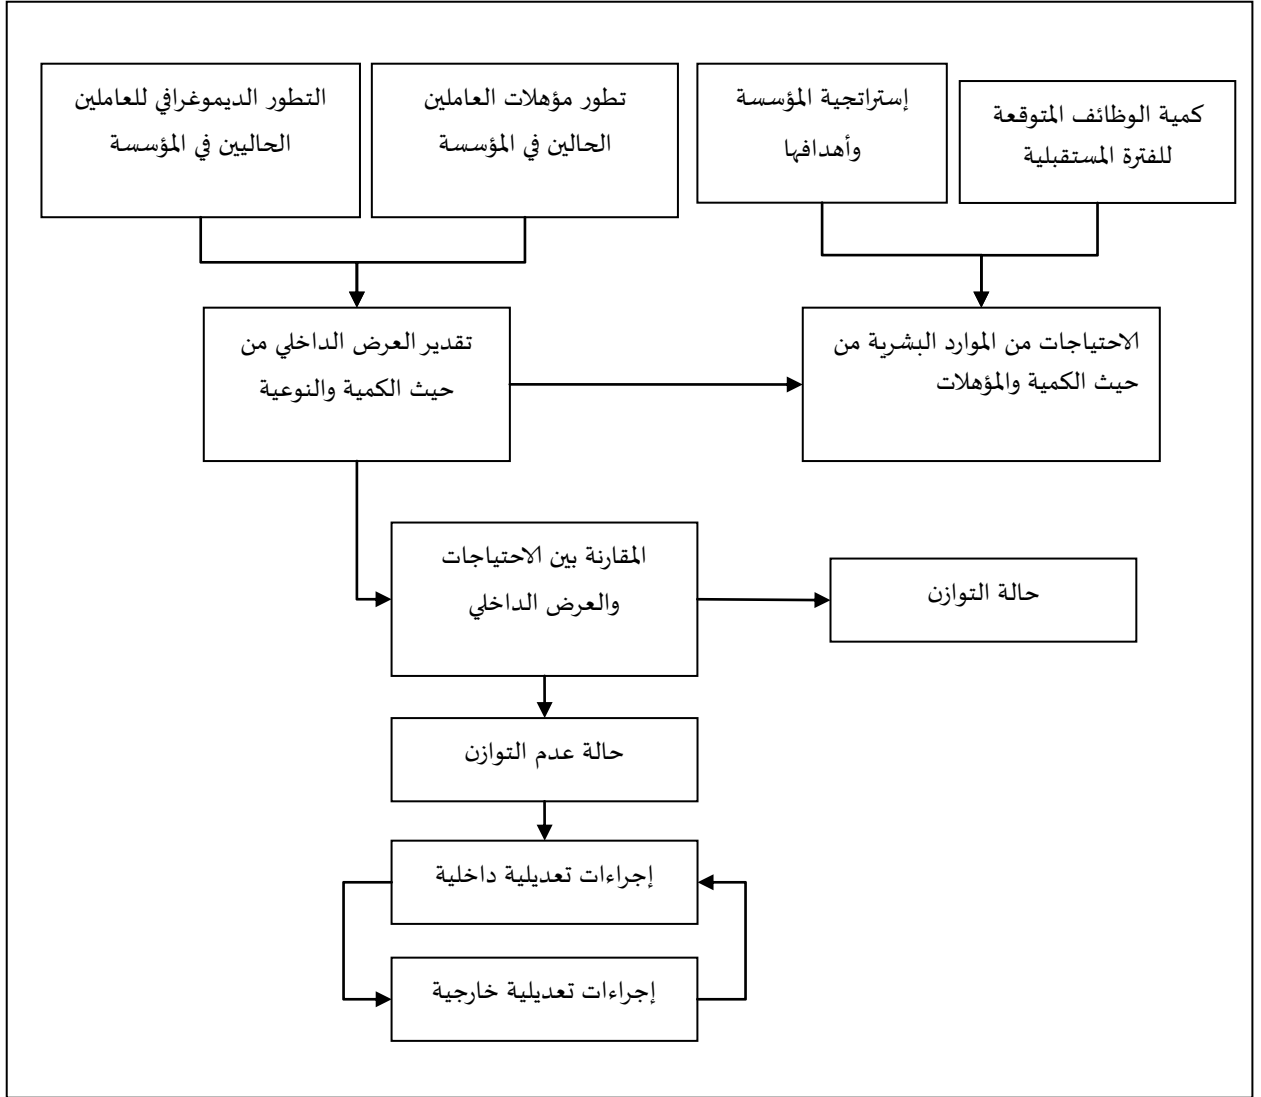 كمية الوظائف المتوقعة
للفترة المستقبلية
إستراتجية المؤسسة
وأهدافها
تطور مؤهلات العاملين
الحالين في المؤسسة
التطور الديموغرافي للعاملين
الحاليين في المؤسسة
الاحتياجات من الموارد البشرية من
حيث الكمية والمؤهلات
تقدير العرض الداخلي من
حيث الكمية والنوعية
المقارنة بين الاحتياجات
والعرض الداخلي
حالة التوازن
حالة عدم التوازن
إجراءات تعديلية داخلية
إجراءات تعديلية خارجية